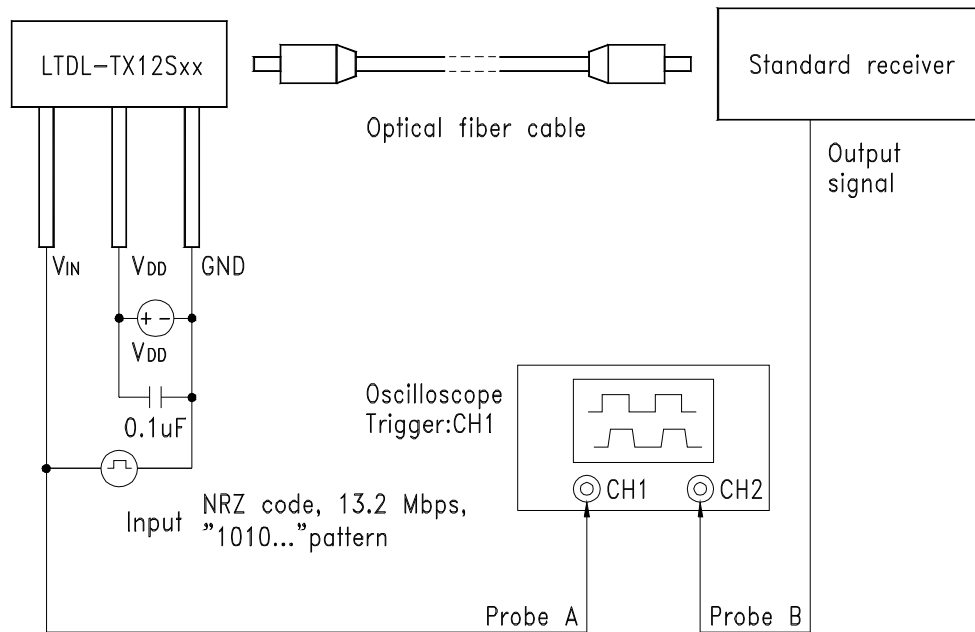 LTDL-TX12Sxx
Standard receiver
Optical fiber cable
Output
signal
VIN
VDD
GND
+ -
VDD
0.1uF
Oscilloscope
Trigger:CH1
CH1
CH2
Input
NRZ code, 13.2 Mbps,
"1010..."pattern
Probe A
Probe B